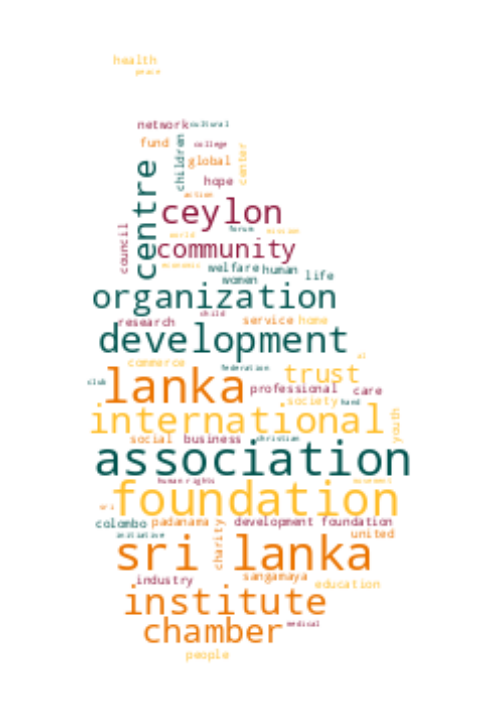 health
peace
network cultural
fund college
children
global center
hope
action
centre
ceylon
council
world forum mission
community
economic welfare human
women life
organization
child
research service home
development
commerce al
federation trust
club lanka professional care
society hand
international youth
social business christian
association
human rights movement
foundation
sri
colombo padanama development foundation
initiative charity united
sri lanka
industry sangamaya education
institute
chamber medical
people